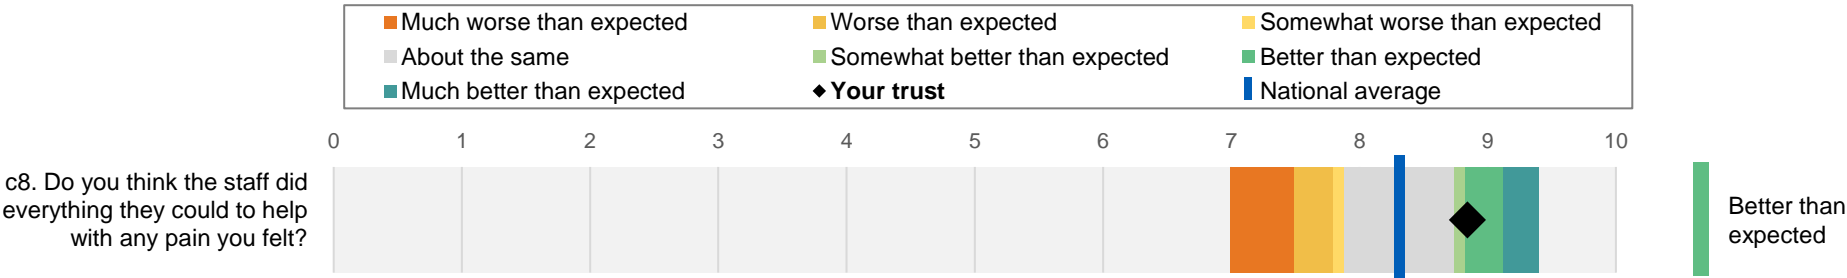 Much worse than expected Worse than expected Somewhat worse than expected
About the same Somewhat better than expected Better than expected
Much better than expected Your trust National average
0 1 2 3 4 5 6 7 8 9 10
c8. Do you think the staff did
everything they could to help
with any pain you felt?
Better than
expected